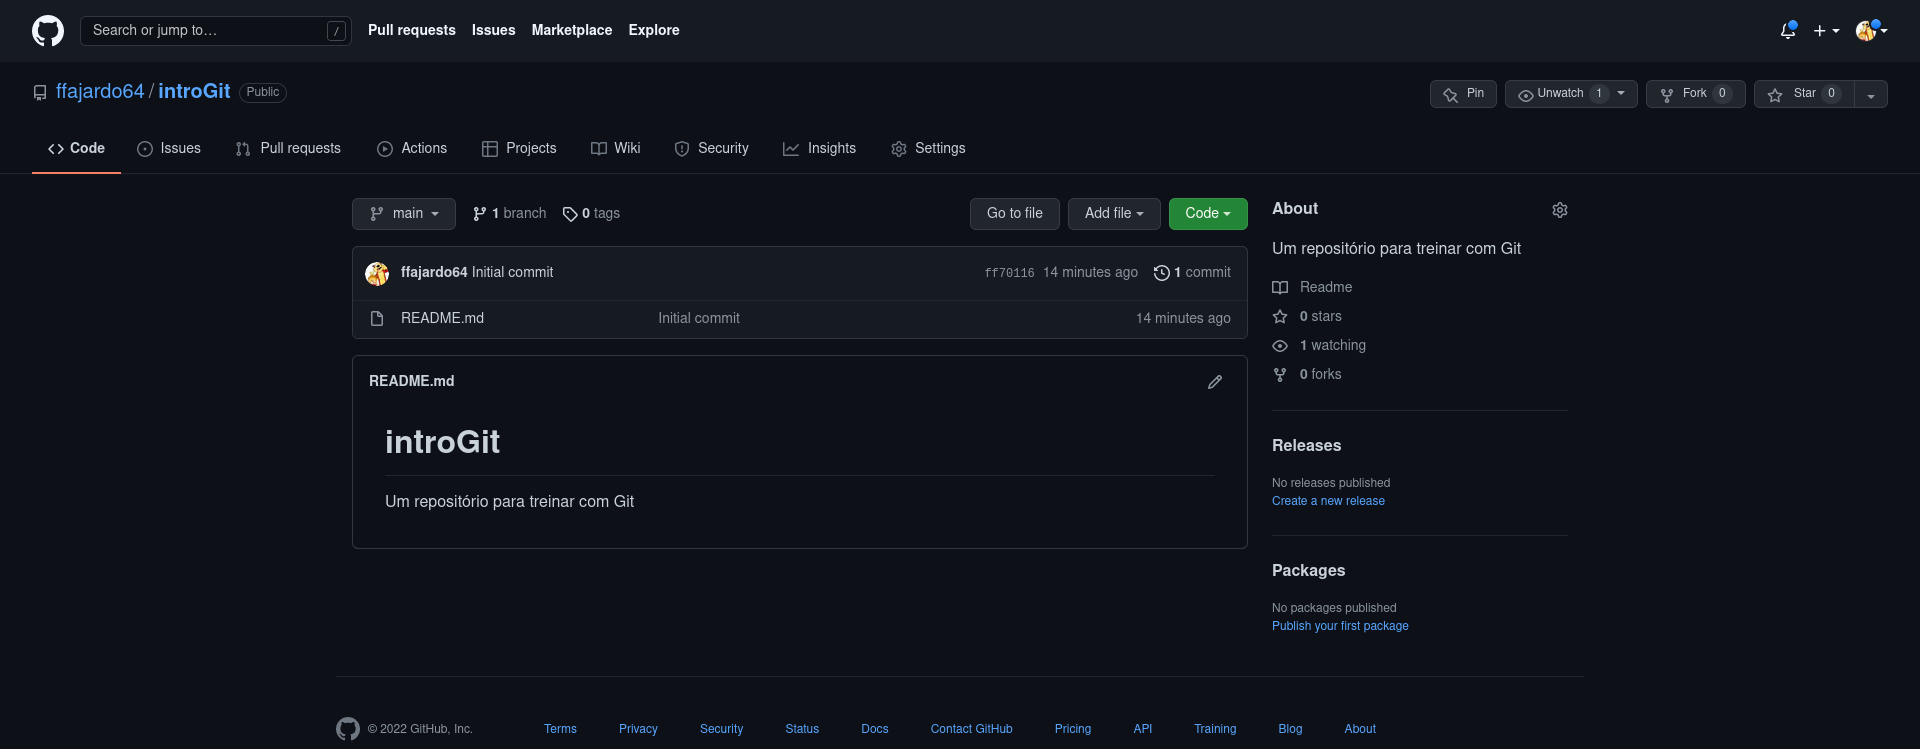 Search or jump to… /
Pull requests Issues Marketplace Explore
ffajardo64 / introGit Public
Pin Unwatch 1 Fork 0 Star 0
Code Issues Pull requests Actions Projects Wiki Security Insights Settings
main 1 branch 0 tags Go to file Add file Code
ffajardo64 Initial commit ff70116 14 minutes ago 1 commit
README.md Initial commit 14 minutes ago
README.md
introGit
Um repositório para treinar com Git
About
Um repositório para treinar com Git
Readme
0 stars
1 watching
0 forks
Releases
No releases published
Create a new release
Packages
No packages published
Publish your first package
© 2022 GitHub, Inc. Terms Privacy Security Status Docs Contact GitHub Pricing API Training Blog About